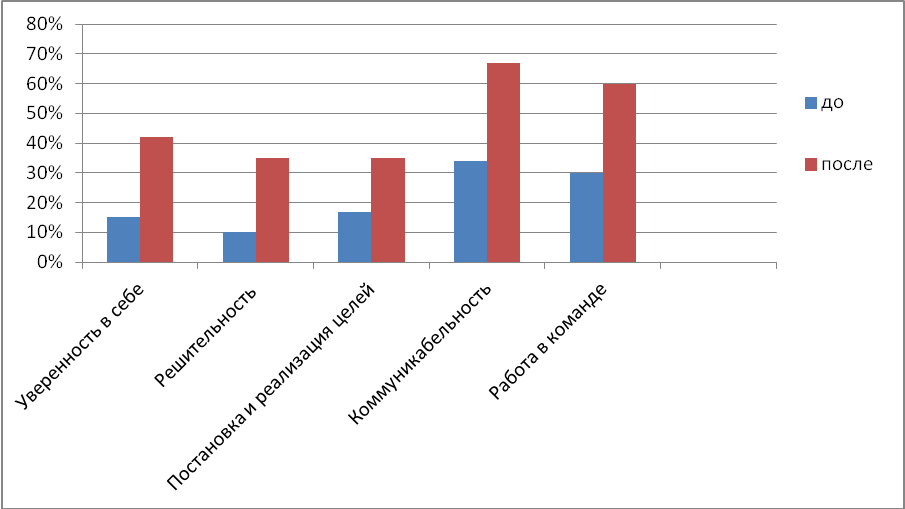 80%
70%
60%
50%
40%
30%
20%
10%
0%
Уверенность в себе
Решительность
Постановка и реализация целей
Коммуникабельность
Работа в команде
до
после